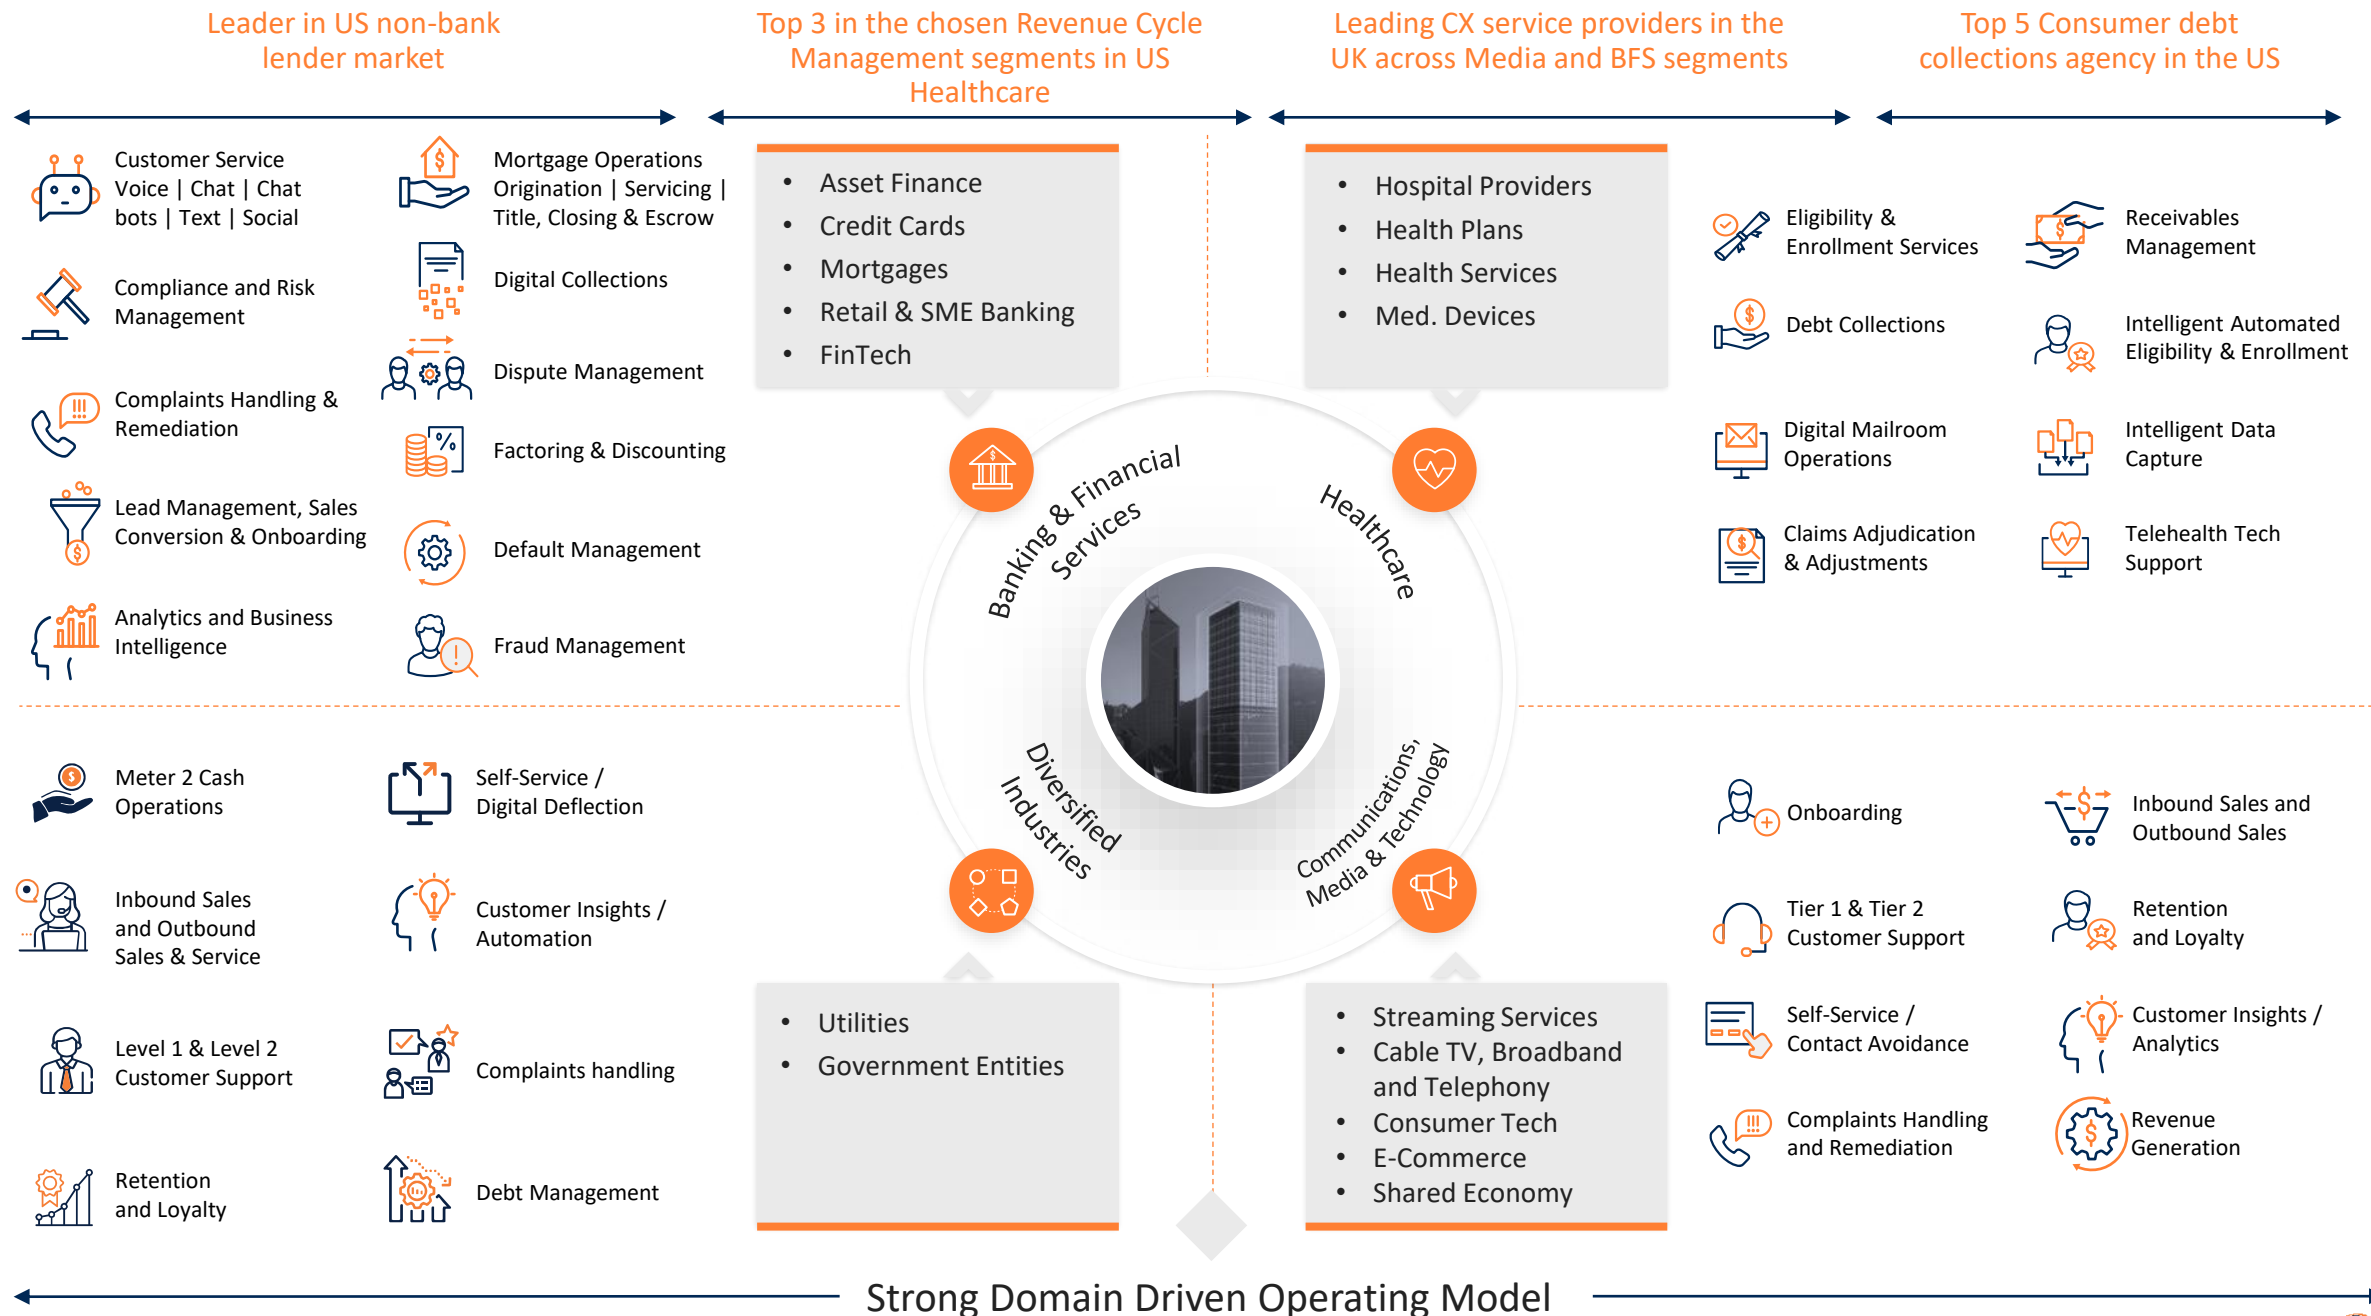 Leader in US non-bank
lender market
Top 3 in the chosen Revenue Cycle
Management segments in US
Healthcare
Leading CX service providers in the
UK across Media and BFS segments
Top 5 Consumer debt
collections agency in the US
Customer Service
Voice | Chat | Chat
bots | Text | Social
Compliance and Risk
Management
Complaints Handling &
Remediation
Lead Management, Sales
Conversion & Onboarding
Analytics and Business
Intelligence
Mortgage Operations
Origination | Servicing |
Title, Closing & Escrow
Digital Collections
Dispute Management
Factoring & Discounting
Default Management
Fraud Management
• Asset Finance
• Credit Cards
• Mortgages
• Retail & SME Banking
• FinTech
• Hospital Providers
• Health Plans
• Health Services
• Med. Devices
Eligibility &
Enrollment Services
Debt Collections
Digital Mailroom
Operations
Claims Adjudication
& Adjustments
Receivables
Management
Intelligent Automated
Eligibility & Enrollment
Intelligent Data
Capture
Telehealth Tech
Support
Banking & Financial
Services
Healthcare
Diversified
Industries
Communications,
Media & Technology
Meter 2 Cash
Operations
Inbound Sales
and Outbound
Sales & Service
Level 1 & Level 2
Customer Support
Retention
and Loyalty
Self-Service /
Digital Deflection
Customer Insights /
Automation
Complaints handling
Debt Management
• Utilities
• Government Entities
• Streaming Services
• Cable TV, Broadband
and Telephony
• Consumer Tech
• E-Commerce
• Shared Economy
Onboarding
Tier 1 & Tier 2
Customer Support
Self-Service /
Contact Avoidance
Complaints Handling
and Remediation
Inbound Sales and
Outbound Sales
Retention
and Loyalty
Customer Insights /
Analytics
Revenue
Generation
Strong Domain Driven Operating Model